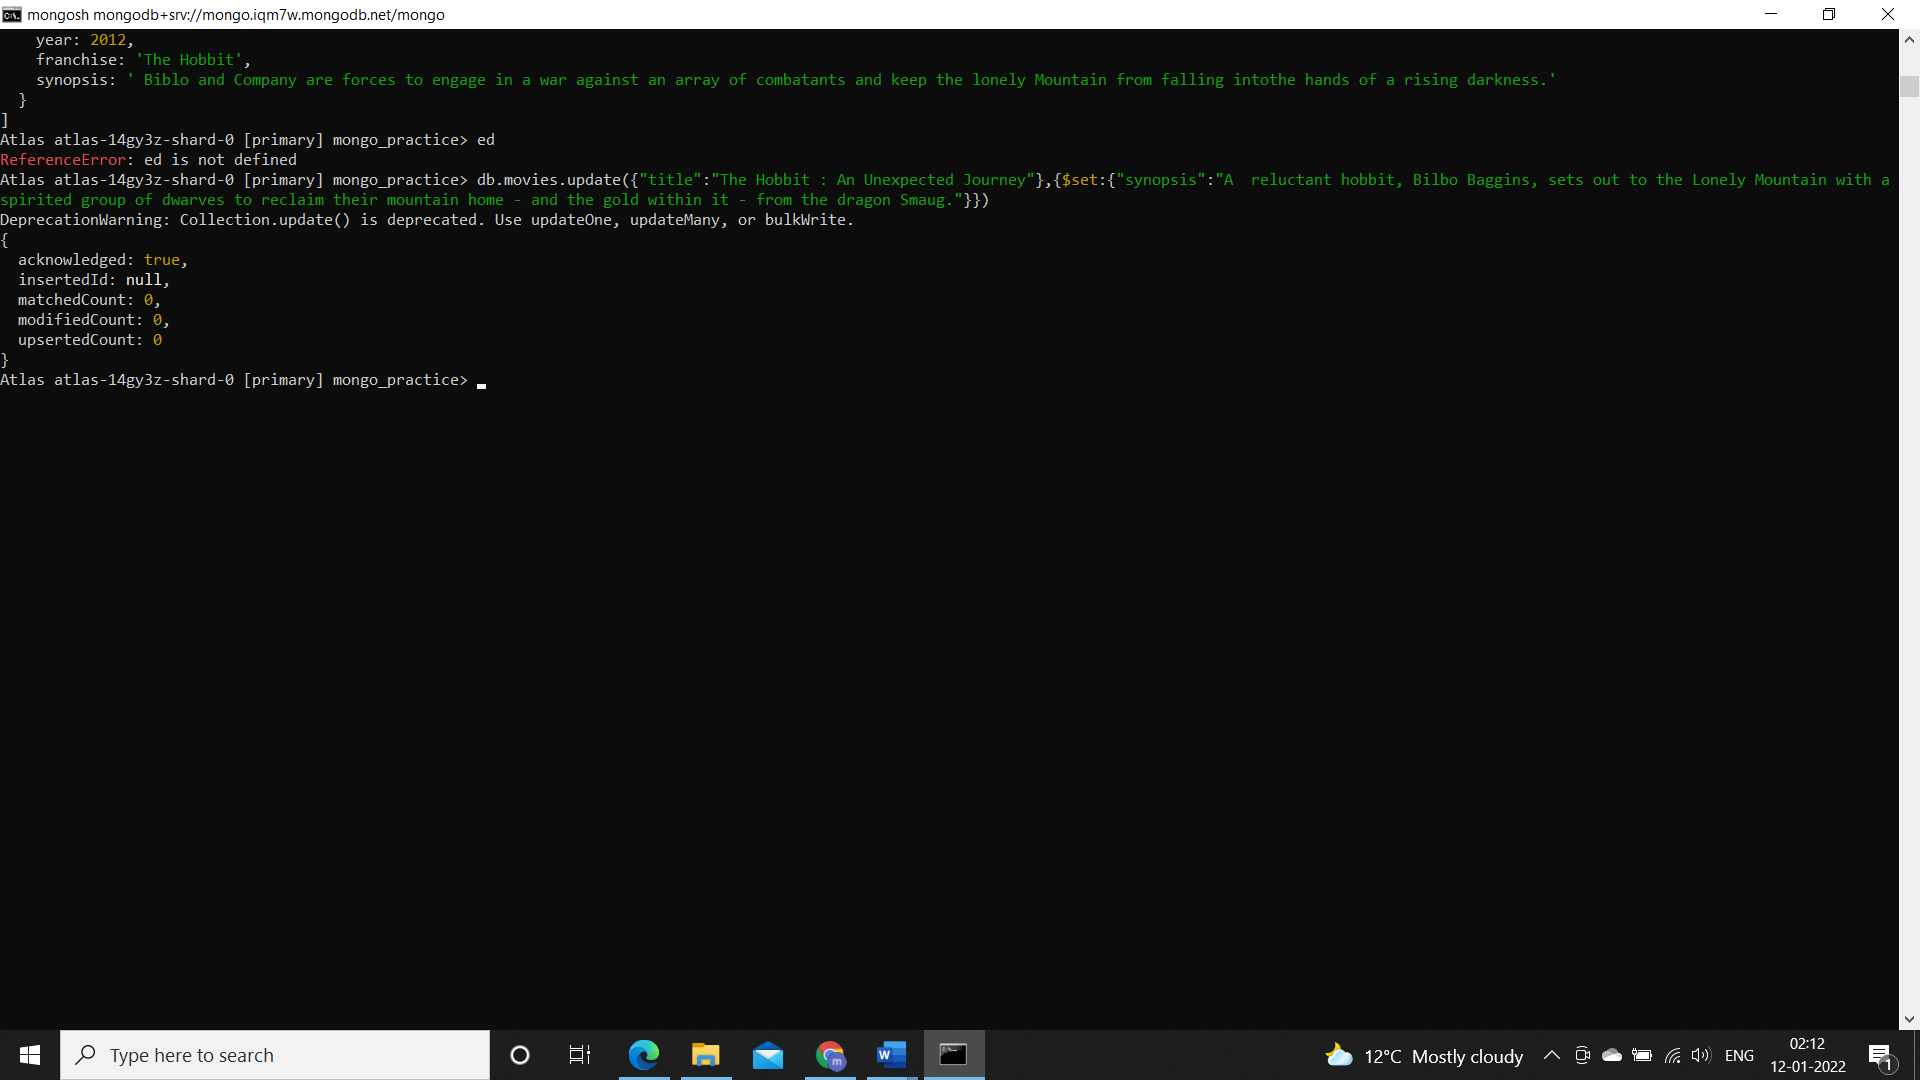 mongosh mongodb+srv://mongo.iqm7w.mongodb.net/mongo
year: 2012,
franchise: 'The Hobbit',
synopsis: ' Biblo and Company are forces to engage in a war against an array of combatants and keep the lonely Mountain from falling intothe hands of a rising darkness.'
}
]
Atlas atlas-14gy3z-shard-0 [primary] mongo_practice> ed
ReferenceError: ed is not defined
Atlas atlas-14gy3z-shard-0 [primary] mongo_practice> db.movies.update({"title":"The Hobbit : An Unexpected Journey"},{$set:{"synopsis":"A  reluctant hobbit, Bilbo Baggins, sets out to the Lonely Mountain with a
spirited group of dwarves to reclaim their mountain home - and the gold within it - from the dragon Smaug."}})
DeprecationWarning: Collection.update() is deprecated. Use updateOne, updateMany, or bulkWrite.
{
acknowledged: true,
insertedId: null,
matchedCount: 0,
modifiedCount: 0,
upsertedCount: 0
}
Atlas atlas-14gy3z-shard-0 [primary] mongo_practice>
Type here to search
12°C Mostly cloudy
ENG
02:12
12-01-2022
1